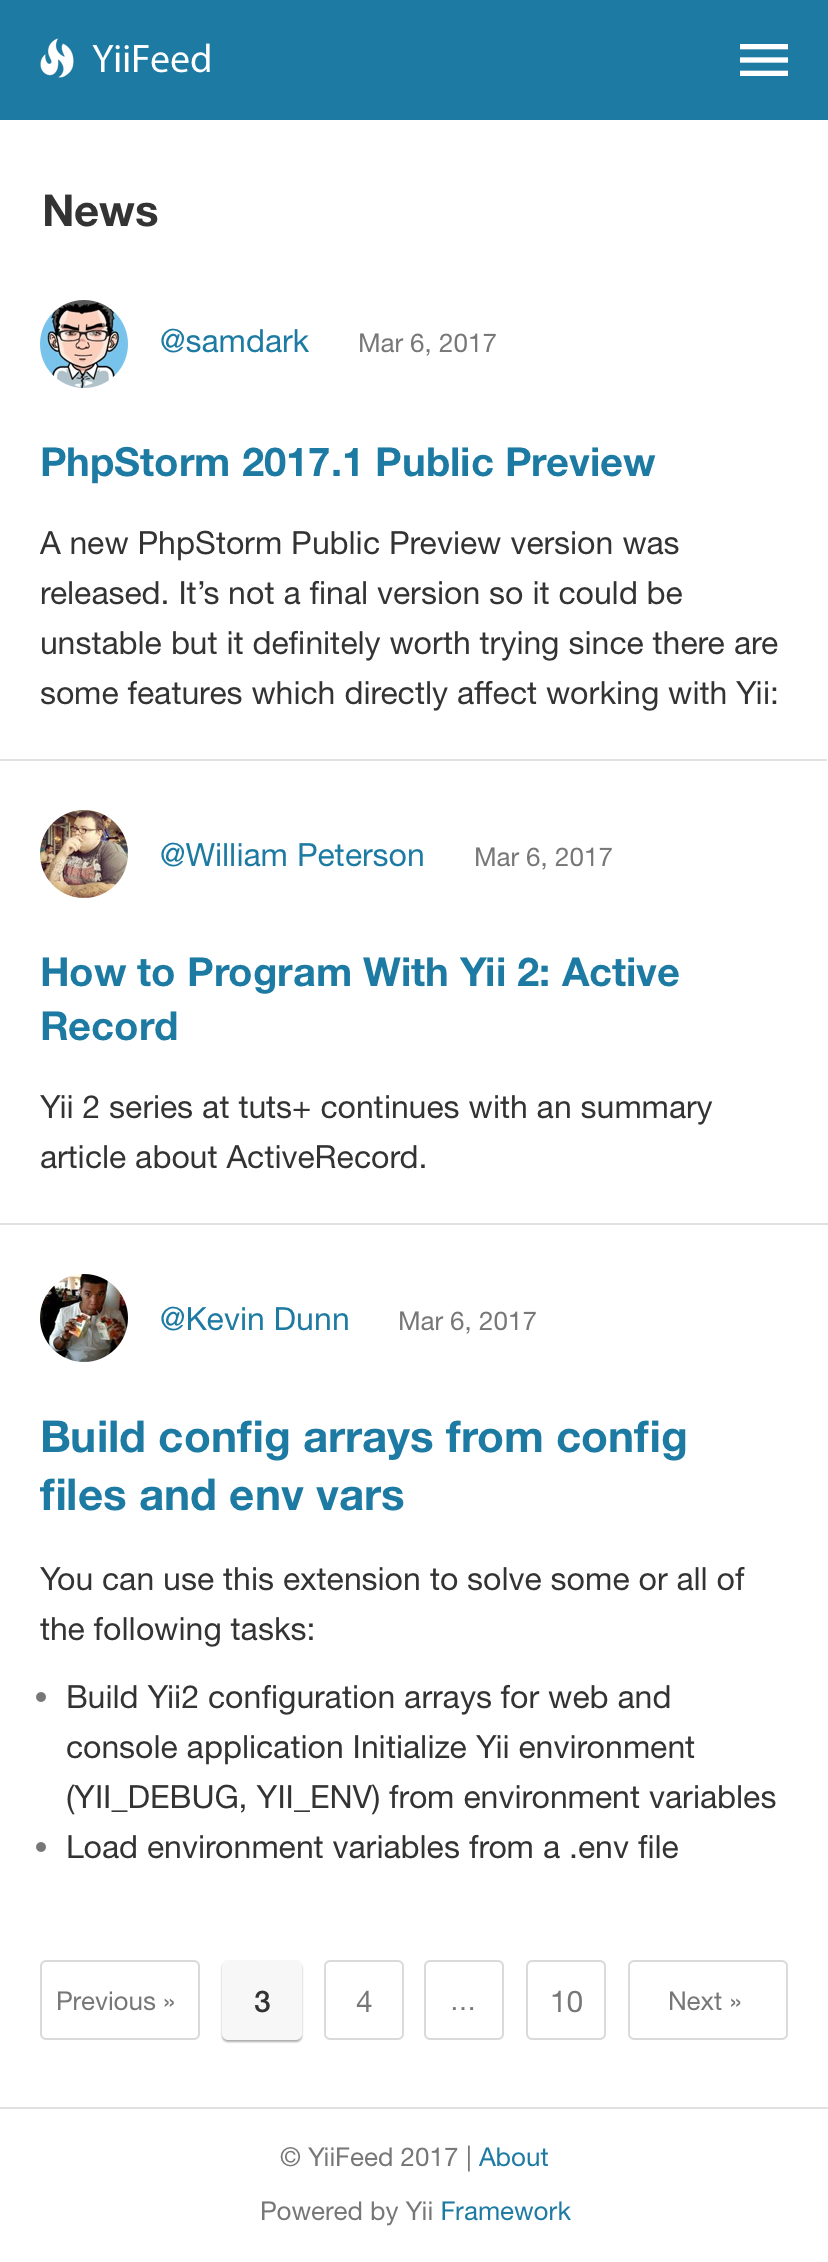 YiiFeed
News
@samdark Mar 6, 2017
PhpStorm 2017.1 Public Preview
A new PhpStorm Public Preview version was
released. It’s not a final version so it could be
unstable but it definitely worth trying since there are
some features which directly affect working with Yii:
@William Peterson Mar 6, 2017
How to Program With Yii 2: Active
Record
Yii 2 series at tuts+ continues with an summary
article about ActiveRecord.
@Kevin Dunn Mar 6, 2017
Build config arrays from config
files and env vars
You can use this extension to solve some or all of
the following tasks:
• Build Yii2 configuration arrays for web and
console application Initialize Yii environment
(YII_DEBUG, YII_ENV) from environment variables
• Load environment variables from a .env file
Previous » 3 4 ... 10 Next »
© YiiFeed 2017 | About
Powered by Yii Framework